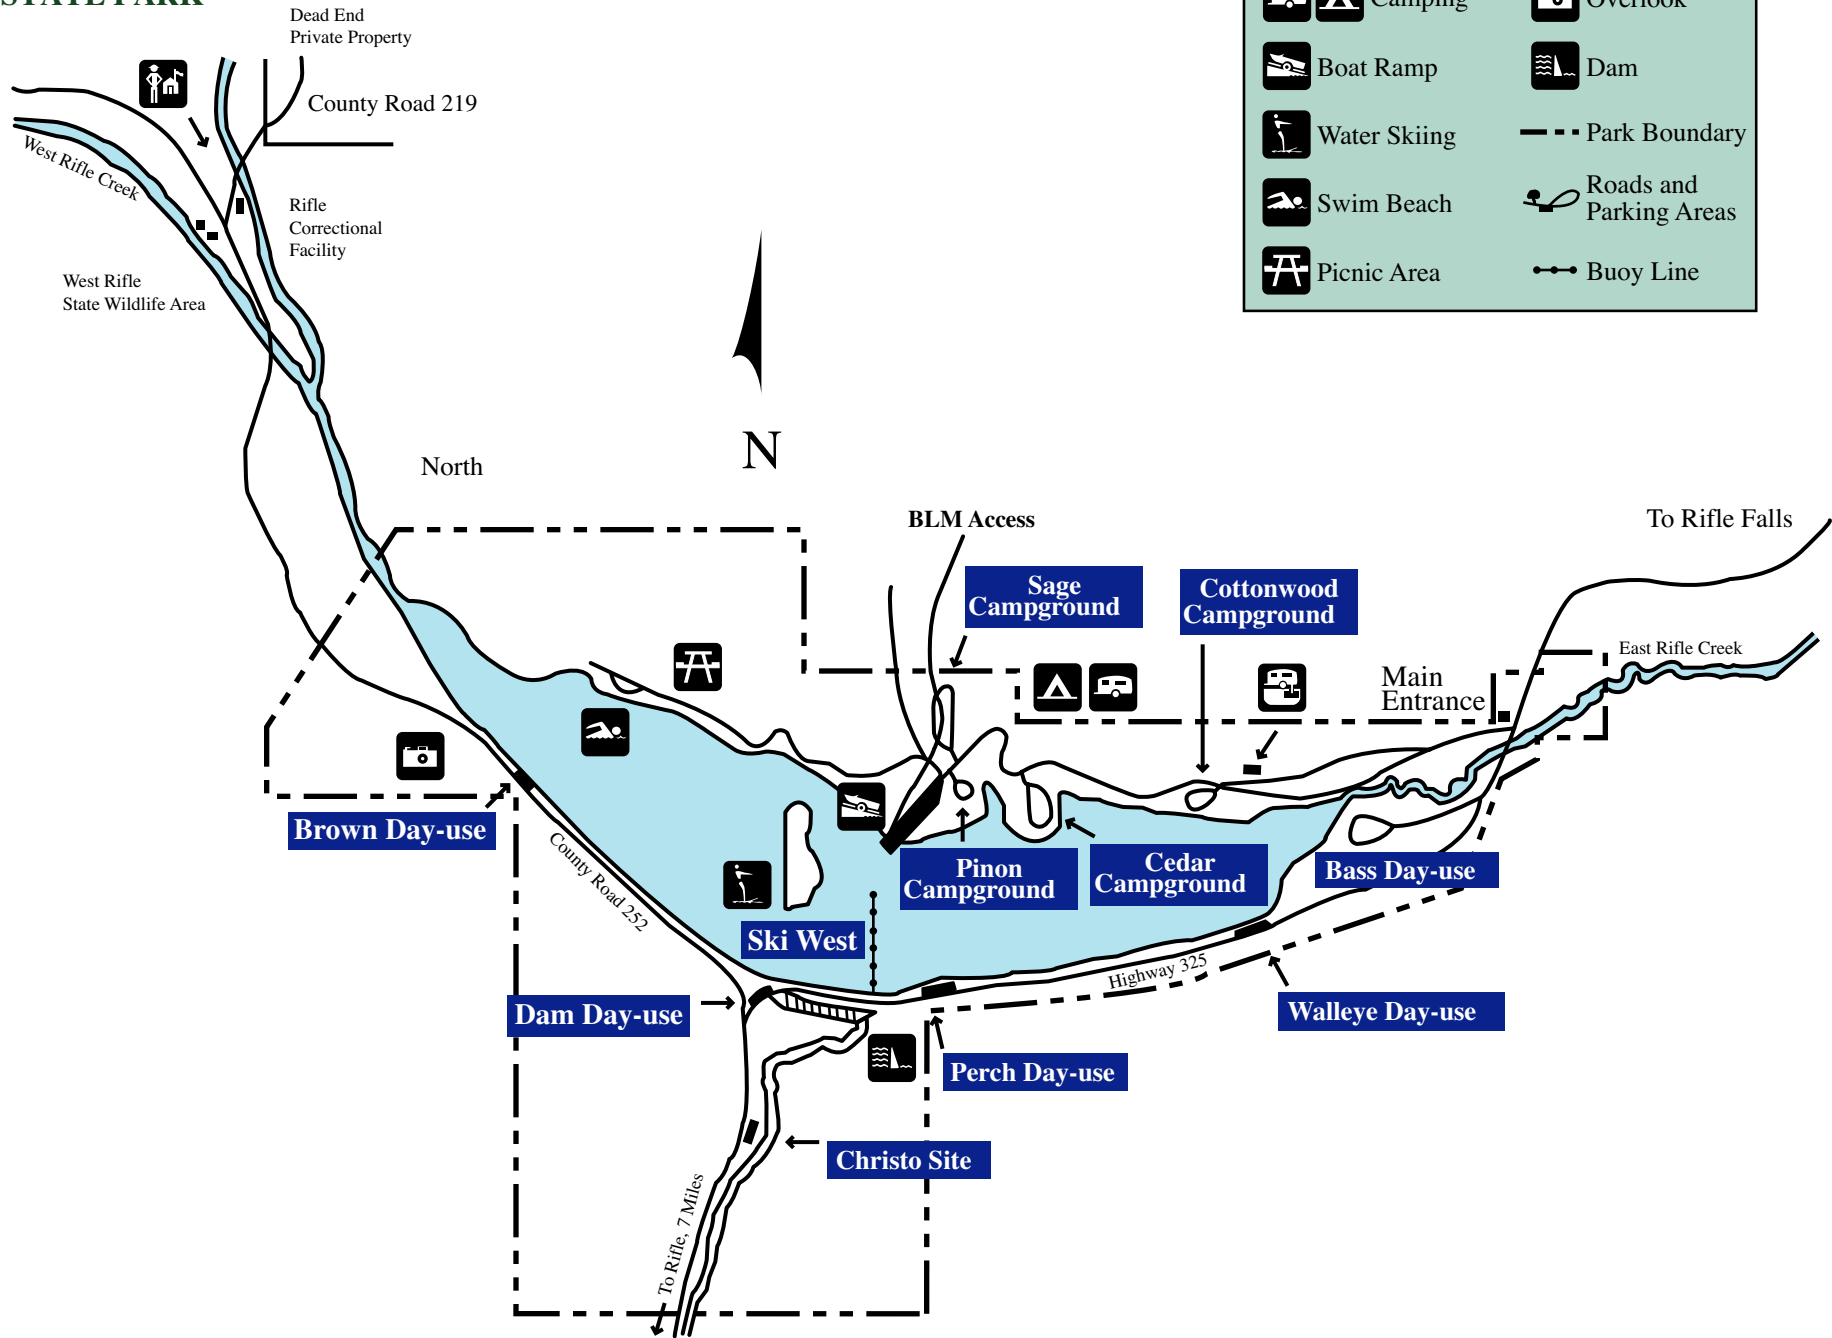 STATE PARK
Dead End
Private Property
County Road 219
West Rifle Creek
Rifle
Correctional
Facility
West Rifle
State Wildlife Area
Camping
Overlook
Boat Ramp
Dam
Water Skiing
Park Boundary
Swim Beach
Roads and
Parking Areas
Picnic Area
Buoy Line
N
North
BLM Access
To Rifle Falls
Sage
Campground
Cottonwood
Campground
East Rifle Creek
Main
Entrance
Brown Day-use
County Road 252
Pinon
Campground
Cedar
Campground
Bass Day-use
Ski West
Highway 325
Dam Day-use
Walleye Day-use
Perch Day-use
Christo Site
To Rifle, 7 Miles